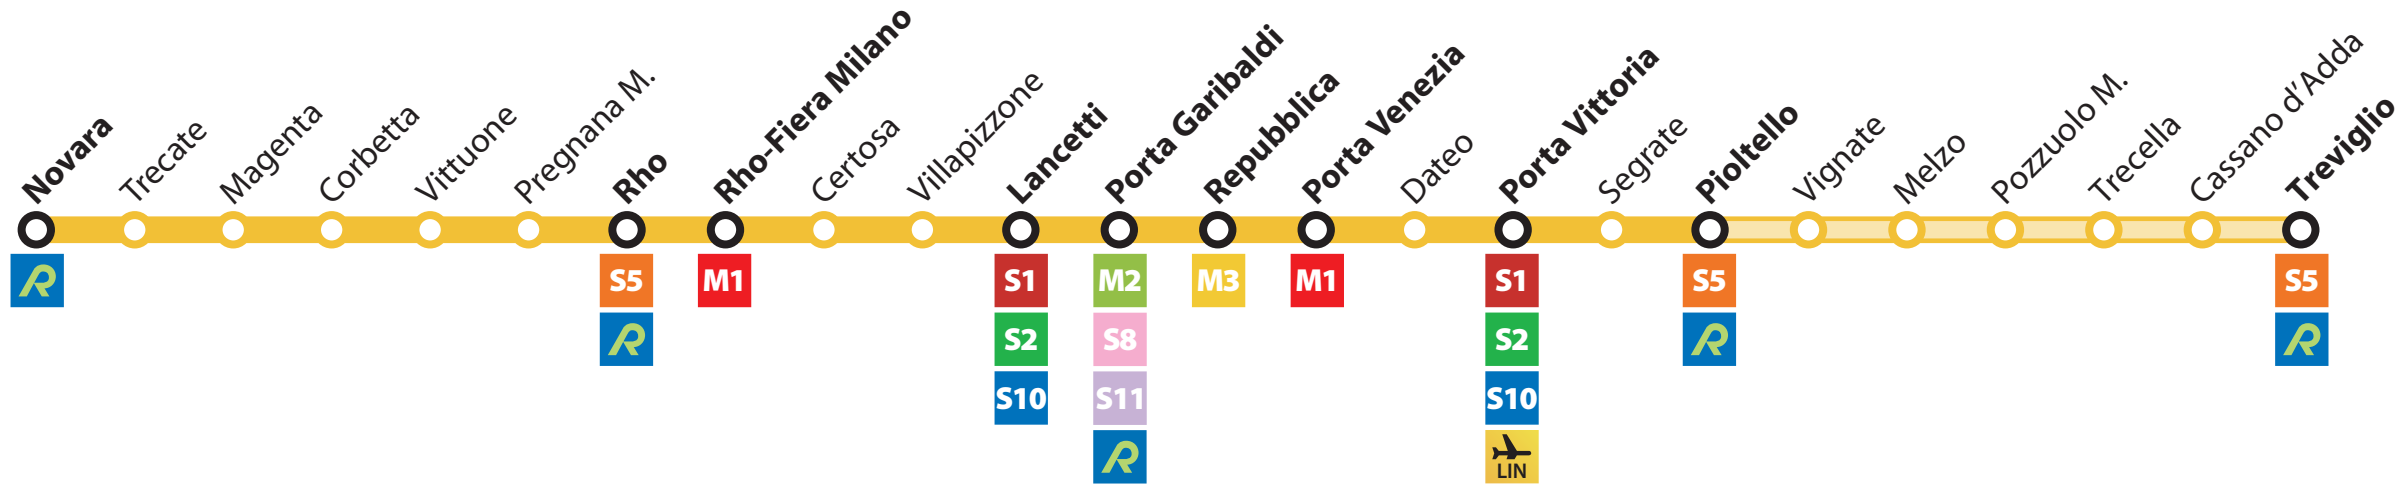 Novara
Trecate
Magenta
Corbetta
Vittuone
Pregnana M.
Rho
Rho-Fiera Milano
Certosa
Villapizzone
Lancetti
Porta Garibaldi
Repubblica
Porta Venezia
Dateo
Porta Vittoria
Segrate
Pioltello
Vignate
Melzo
Pozzuolo M.
Trecella
Cassano d'Adda
Treviglio
R
S5
R
M1
S1
S2
S10
M2
S8
S11
R
M3
M1
S1
S2
S10
LIN
S5
R
S5
R